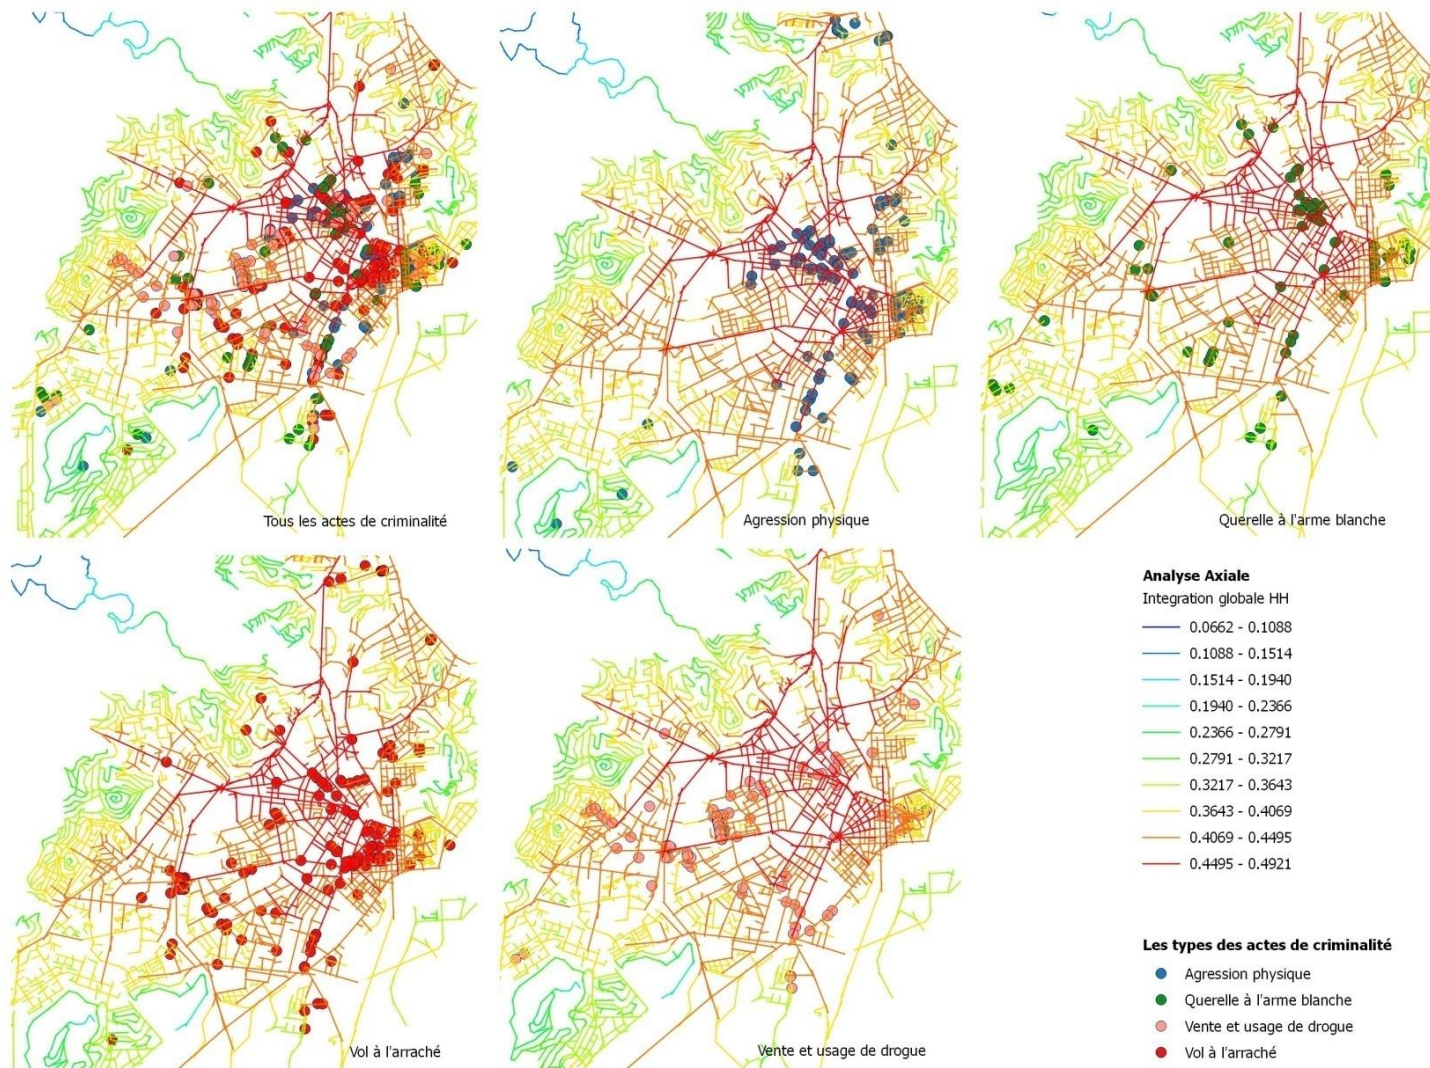 Tous les actes de criminalité
Agression physique
Querelle à l'arme blanche
Analyse Axiale
Integration globale HH
0.0662 - 0.1088
0.1088 - 0.1514
0.1514 - 0.1940
0.1940 - 0.2366
0.2366 - 0.2791
0.2791 - 0.3217
0.3217 - 0.3643
0.3643 - 0.4069
0.4069 - 0.4495
0.4495 - 0.4921
Les types des actes de criminalité
Agression physique
Querelle à l'arme blanche
Vente et usage de drogue
Vol à l'arraché
Vol à l'arraché
Vente et usage de drogue